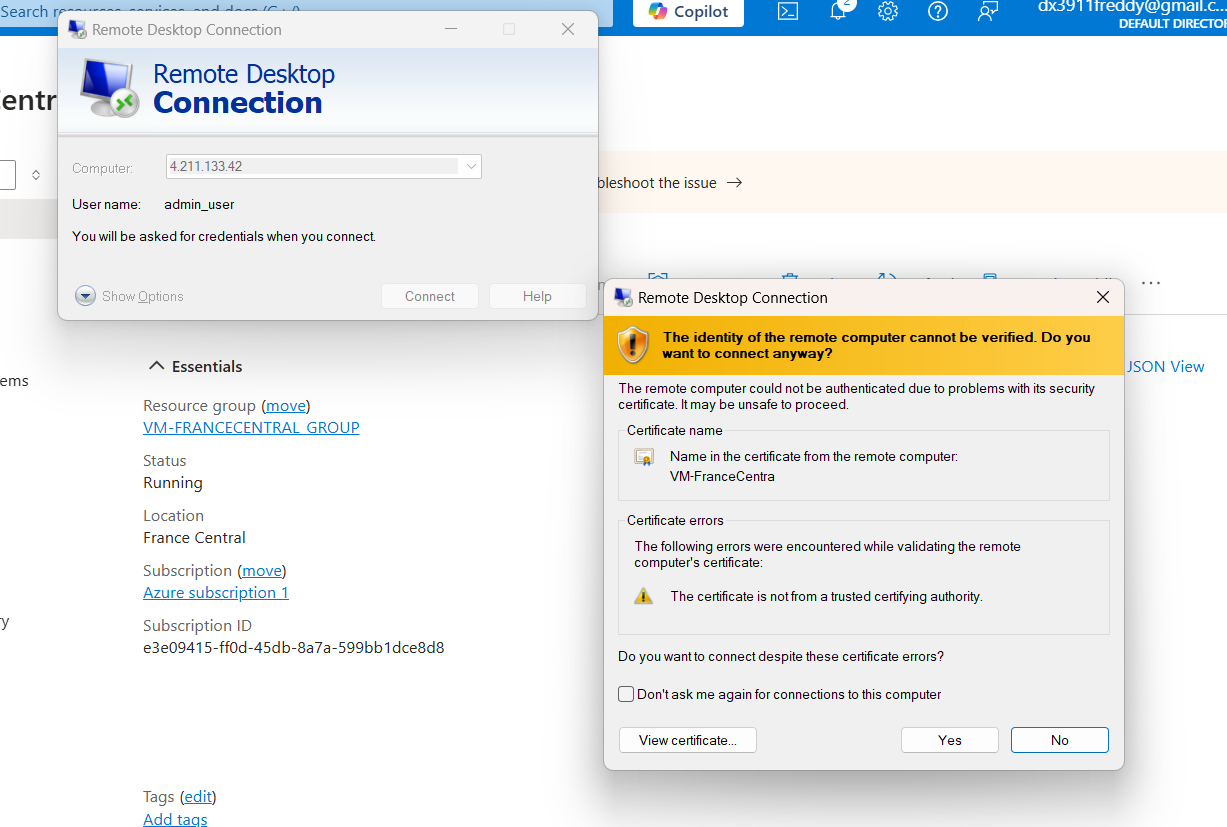 Search resources, services, and docs (G+/)
Copilot
2
dx3911freddy@gmail.c...
DEFAULT DIRECTOR
Centr
Remote Desktop Connection
Remote Desktop
Connection
Computer:
4.211.133.42
User name:
admin_user
You will be asked for credentials when you connect.
Show Options
Connect
Help
bleshoot the issue →
...
Remote Desktop Connection
The identity of the remote computer cannot be verified. Do you
want to connect anyway?
The remote computer could not be authenticated due to problems with its security
certificate. It may be unsafe to proceed.
Certificate name
Name in the certificate from the remote computer:
VM-FranceCentra
Certificate errors
The following errors were encountered while validating the remote
computer's certificate:
The certificate is not from a trusted certifying authority.
Do you want to connect despite these certificate errors?
Don't ask me again for connections to this computer
View certificate...
Yes
No
Essentials
JSON View
ems
Resource group (move)
VM-FRANCECENTRAL_GROUP
Status
Running
Location
France Central
Subscription (move)
Azure subscription 1
Subscription ID
ry
e3e09415-ff0d-45db-8a7a-599bb1dce8d8
Tags (edit)
Add tags